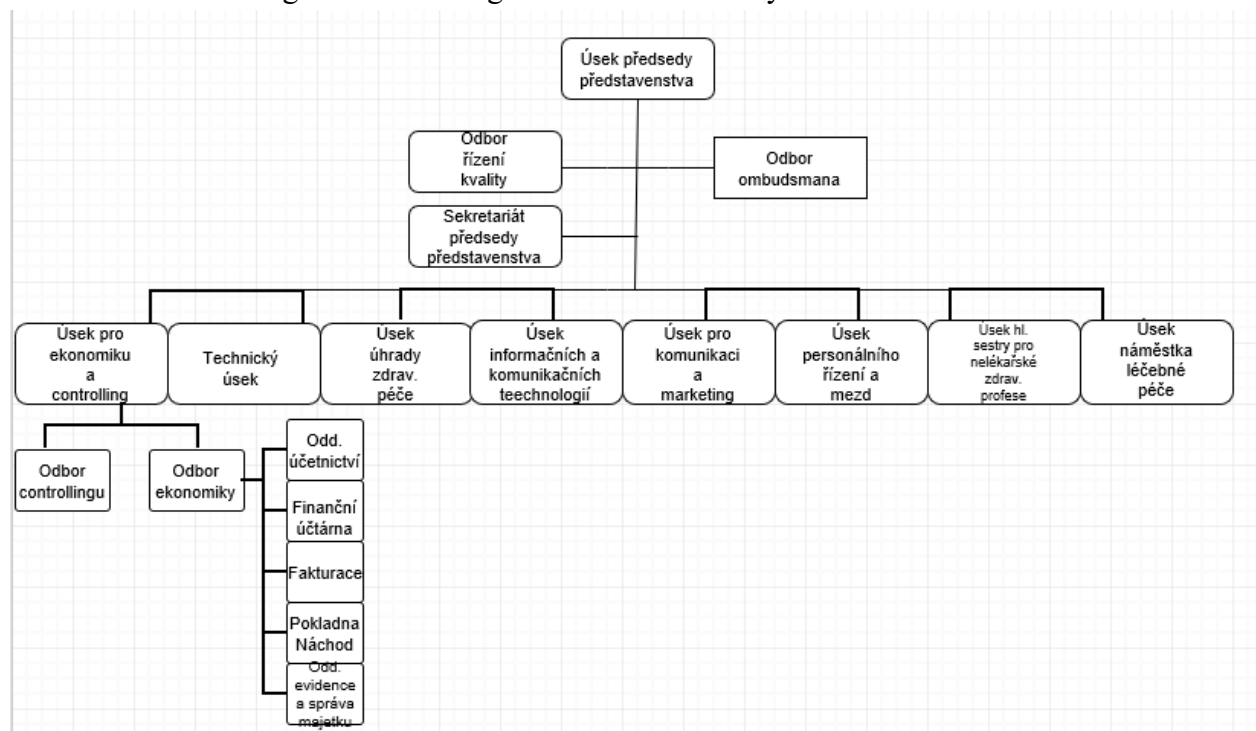 Úsek předsedy
představenstva
Odbor
řízení
kvality
Odbor
ombudsmana
Sekretariát
předsedy
představenstva
Úsek pro
ekonomiku
a
controlling
Technický
úsek
Úsek
úhrady
zdrav.
péče
Úsek
informačních a
komunikačních
teechnologií
Úsek pro
komunikaci
a
marketing
Úsek
personálního
řízení a
mezd
Úsek hl.
sestry pro
nelékařské
zdrav.
profese
Úsek
náměstka
léčebné
péče
Odbor
controllingu
Odbor
ekonomiky
Odd.
účetnictví
Finanční
účtárna
Fakturace
Pokladna
Náchod
Odd.
evidence
a správa
majetku